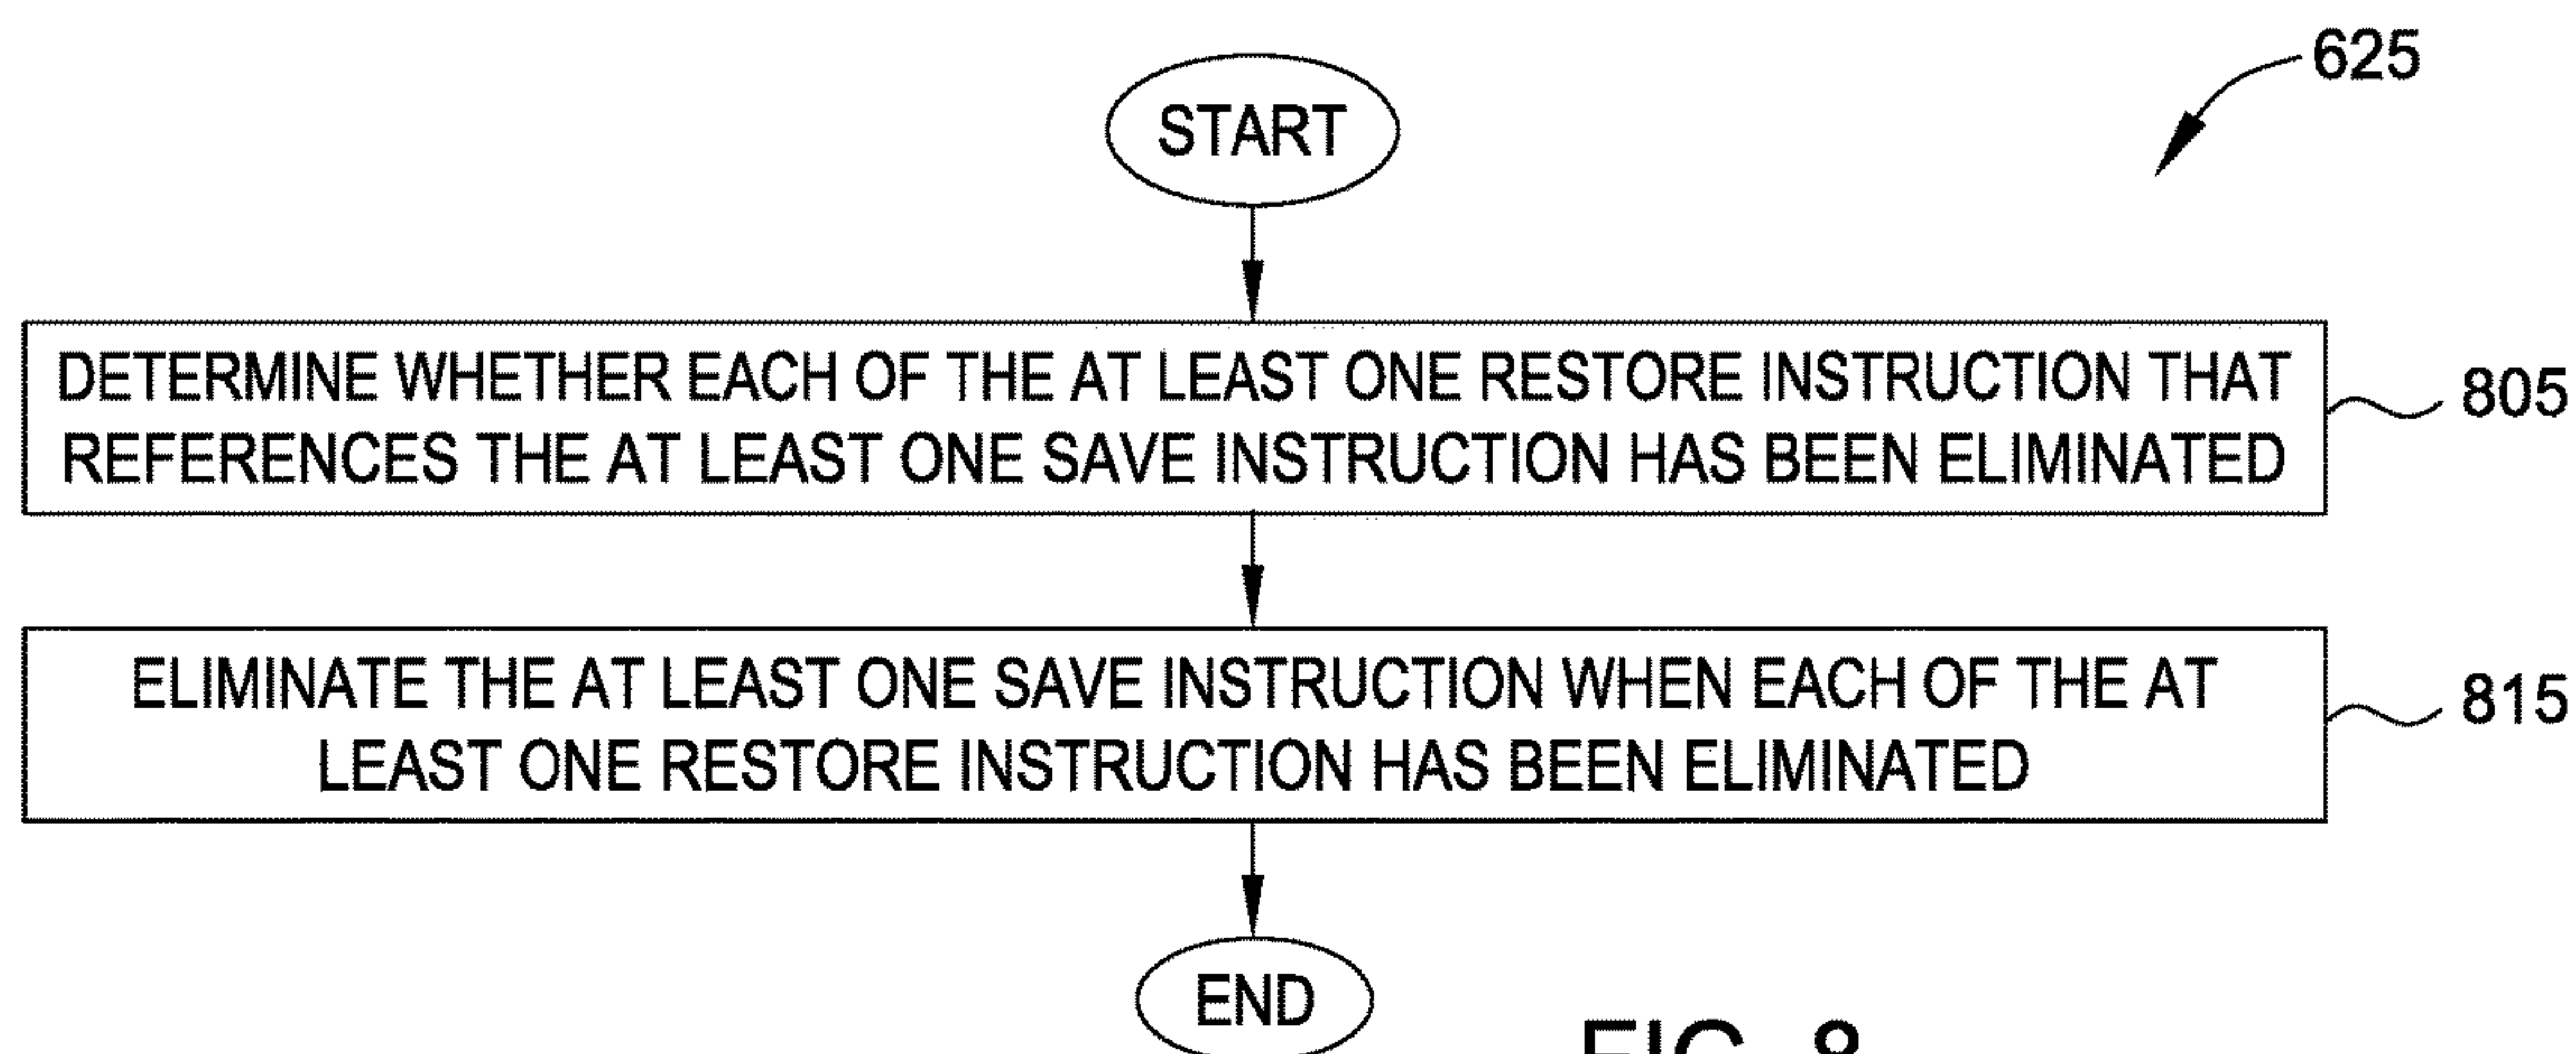 625
START
DETERMINE WHETHER EACH OF THE AT LEAST ONE RESTORE INSTRUCTION THAT
REFERENCES THE AT LEAST ONE SAVE INSTRUCTION HAS BEEN ELIMINATED
805
ELIMINATE THE AT LEAST ONE SAVE INSTRUCTION WHEN EACH OF THE AT
LEAST ONE RESTORE INSTRUCTION HAS BEEN ELIMINATED
815
END
FIG. 8